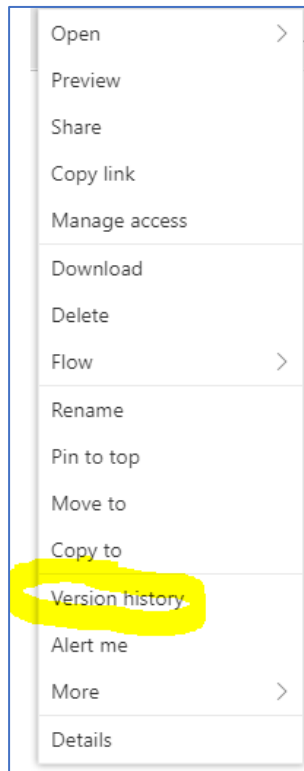 Open
Preview
Share
Copy link
Manage access
Download
Delete
Flow
Rename
Pin to top
Move to
Copy to
Version history
Alert me
More
Details